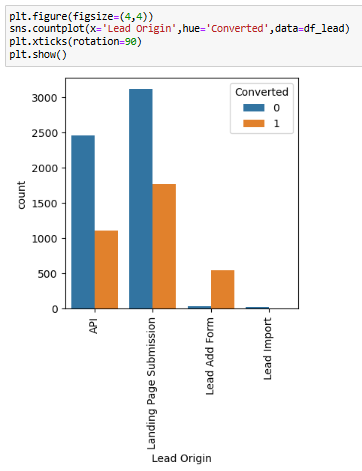 plt.figure(figsize=(4,4))
sns.countplot(x='Lead Origin',hue='Converted',data=df_lead)
plt.xticks(rotation=90)
plt.show()
Converted
0
1
3000
2500
2000
1500
1000
500
0
count
API
Landing Page Submission
Lead Add Form
Lead Import
Lead Origin